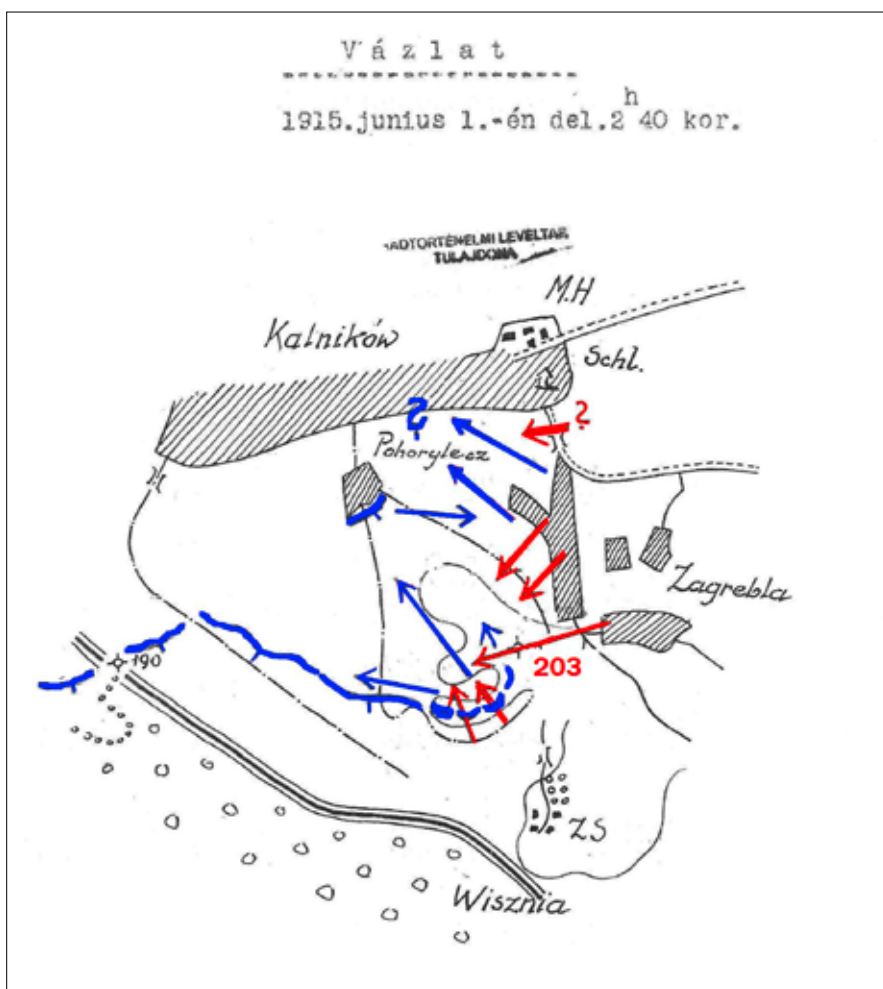 Vázlat
1915.junius 1.-én del.2h 40 kor.
HADTÖRTÉNELMI LEVÉLTÁR
TULAJDONA
M.H
Kalników
Schl.
?
?
Pohorylecz
Zagrebla
203
190
ZS
Wisznia